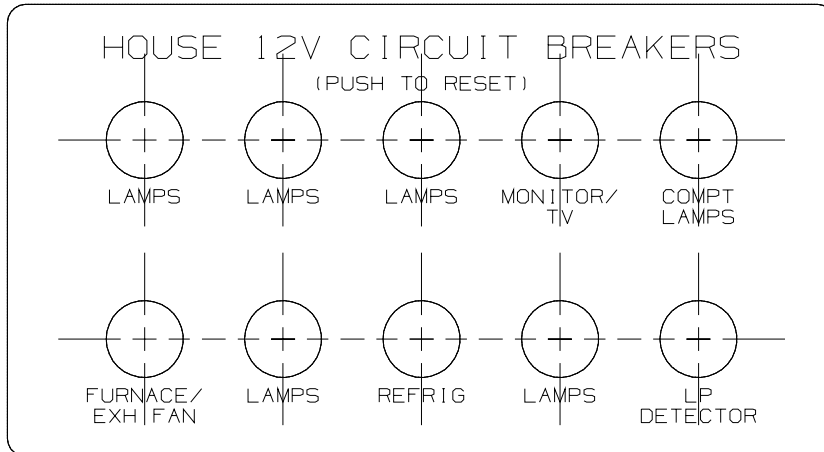 HOUSE 12V CIRCUIT BREAKERS
(PUSH TO RESET)
LAMPS LAMPS LAMPS MONITOR/ COMPT
TV LAMPS
FURNACE/ LAMPS REFRIG LAMPS LP
EXH FAN DETECTOR